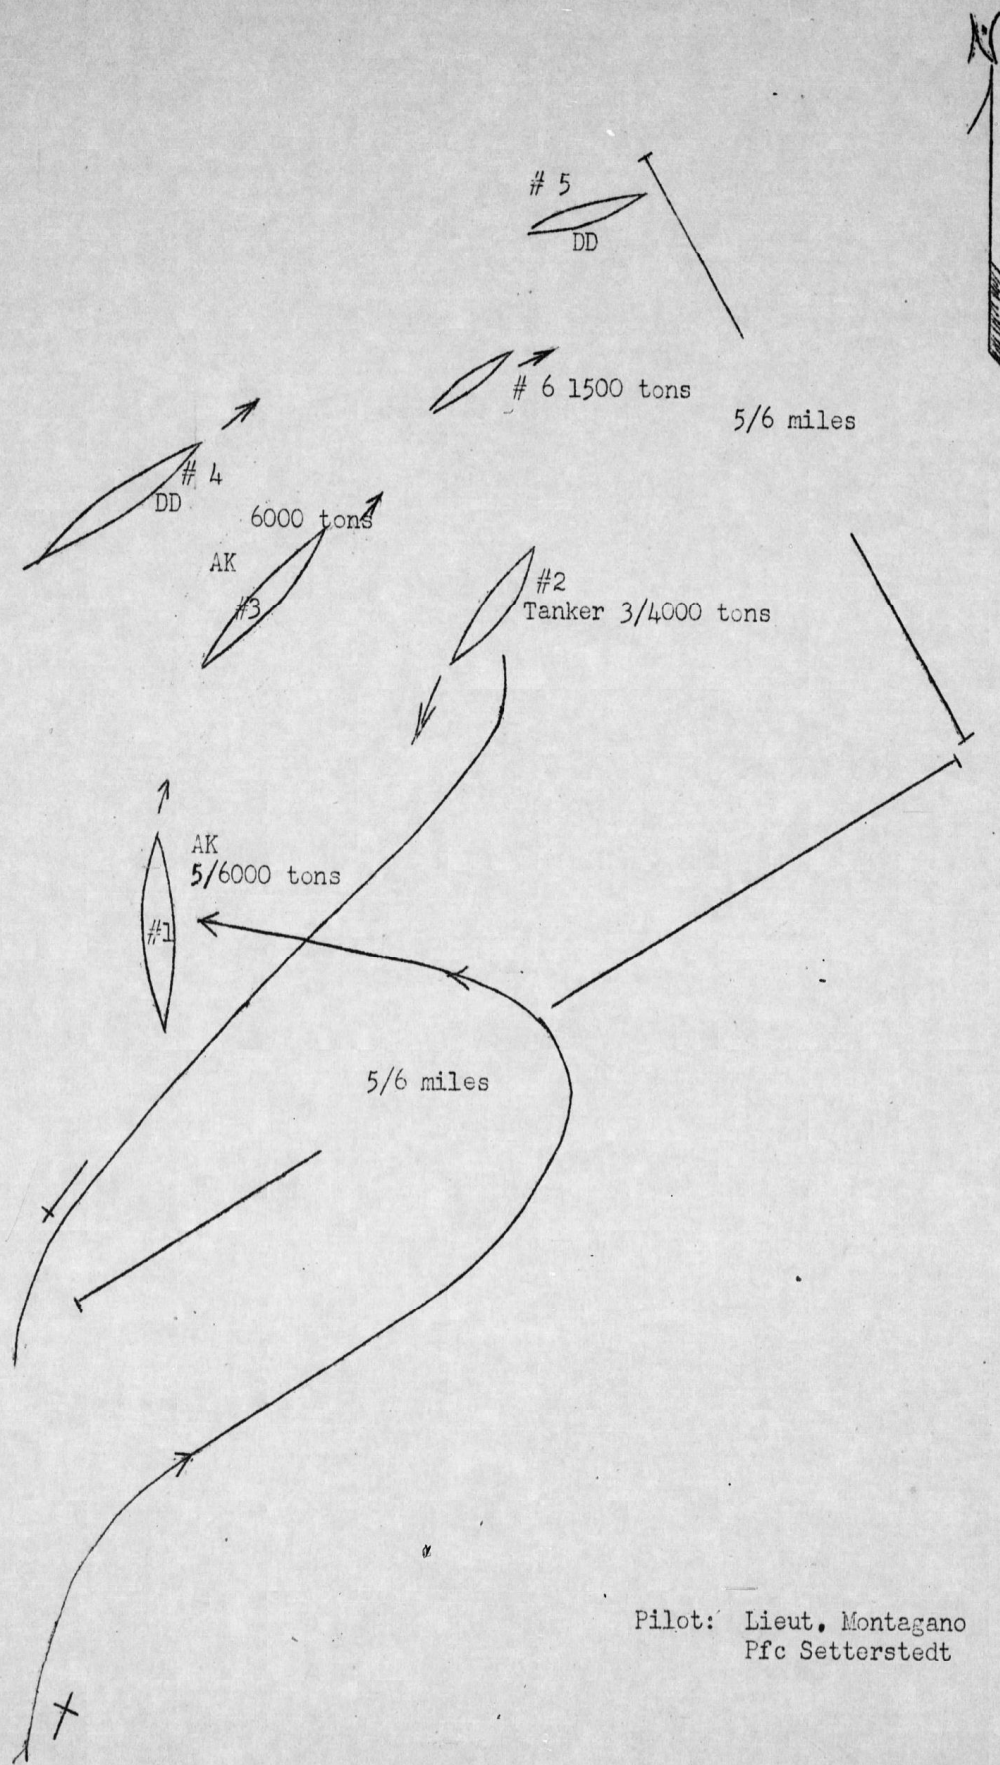 N
# 5
DD
# 6 1500 tons
5/6 miles
# 4
DD
6000 tons
AK
#3
#2
Tanker 3/4000 tons
AK
5/6000 tons
#1
5/6 miles
Pilot: Lieut. Montagano
Pfc Setterstedt